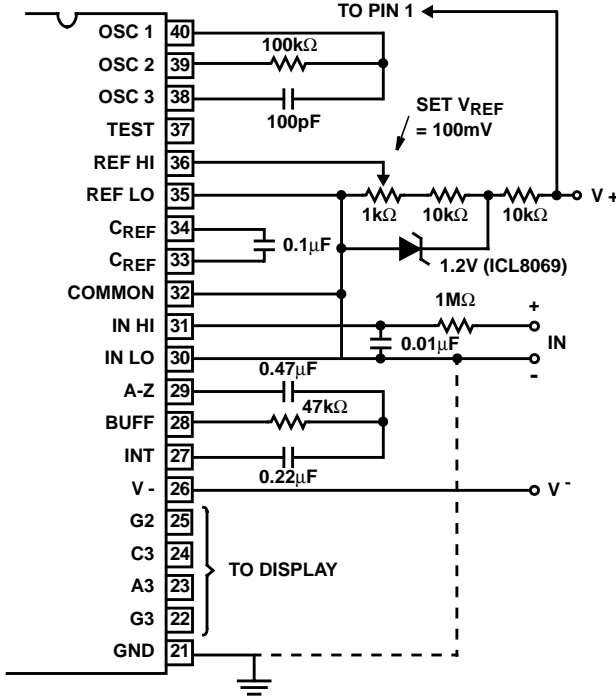 TO PIN 1
OSC 1 40
100kΩ
OSC 2 39
OSC 3 38
100pF
TEST 37
SET VREF
= 100mV
REF HI 36
REF LO 35
V +
1kΩ 10kΩ 10kΩ
CREF 34
0.1μF
CREF 33
1.2V (ICL8069)
COMMON 32
1MΩ
+
IN HI 31
0.01μF
IN
IN LO 30
-
0.47μF
A-Z 29
47kΩ
BUFF 28
INT 27
0.22μF
V - 26
V -
G2 25
C3 24
TO DISPLAY
A3 23
G3 22
GND 21